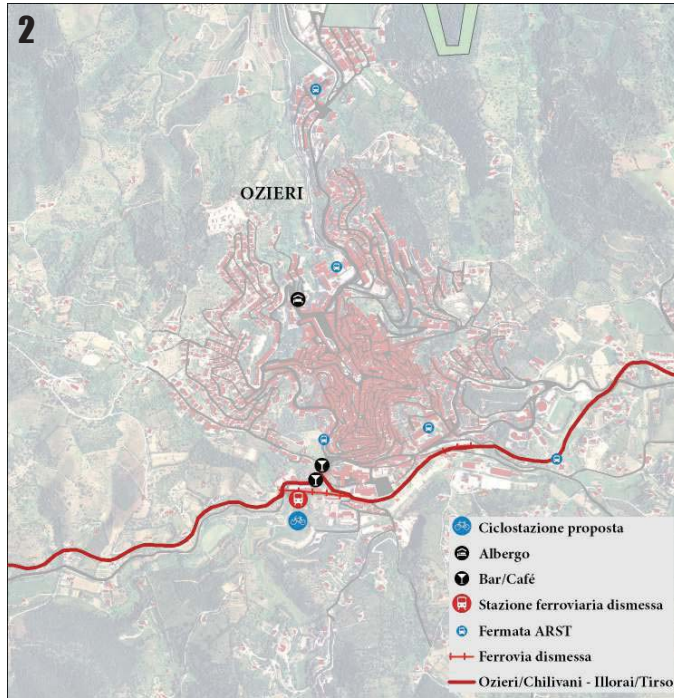 2
OZIERI
Ciclostazione proposta
Albergo
Bar/Café
Stazione ferroviaria dismessa
Fermata ARST
Ferrovia dismessa
Ozieri/Chilivani - Illorai/Tirso